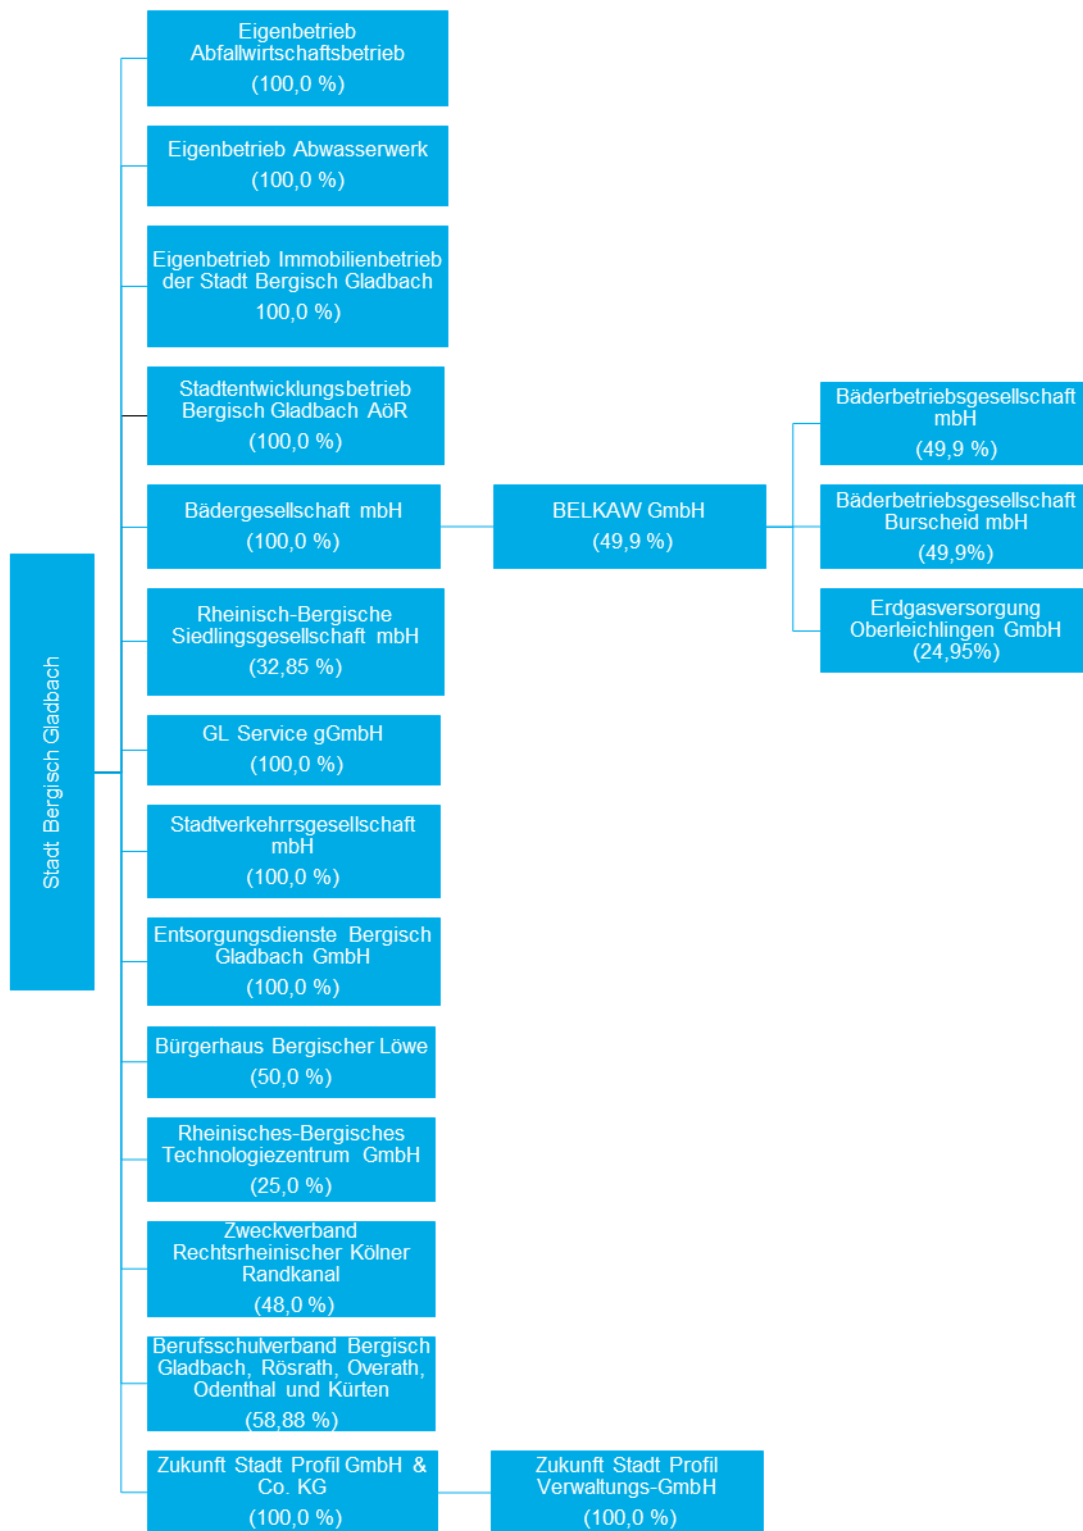 Stadt Bergisch Gladbach
Eigenbetrieb
Abfallwirtschaftsbetrieb
(100,0 %)
Eigenbetrieb Abwasserwerk
(100,0 %)
Eigenbetrieb Immobilienbetrieb
der Stadt Bergisch Gladbach
100,0 %)
Stadtentwicklungsbetrieb
Bergisch Gladbach AöR
(100,0 %)
Bädergesellschaft mbH
(100,0 %)
BELKAW GmbH
(49,9 %)
Bäderbetriebsgesellschaft
mbH
(49,9 %)
Bäderbetriebsgesellschaft
Burscheid mbH
(49,9%)
Erdgasversorgung
Oberleichlingen GmbH
(24,95%)
Rheinisch-Bergische
Siedlingsgesellschaft mbH
(32,85 %)
GL Service gGmbH
(100,0 %)
Stadtverkehrrsgesellschaft
mbH
(100,0 %)
Entsorgungsdienste Bergisch
Gladbach GmbH
(100,0 %)
Bürgerhaus Bergischer Löwe
(50,0 %)
Rheinisches-Bergisches
Technologiezentrum GmbH
(25,0 %)
Zweckverband
Rechtsrheinischer Kölner
Randkanal
(48,0 %)
Berufsschulverband Bergisch
Gladbach, Rösrath, Overath,
Odenthal und Kürten
(58,88 %)
Zukunft Stadt Profil GmbH &
Co. KG
(100,0 %)
Zukunft Stadt Profil
Verwaltungs-GmbH
(100,0 %)